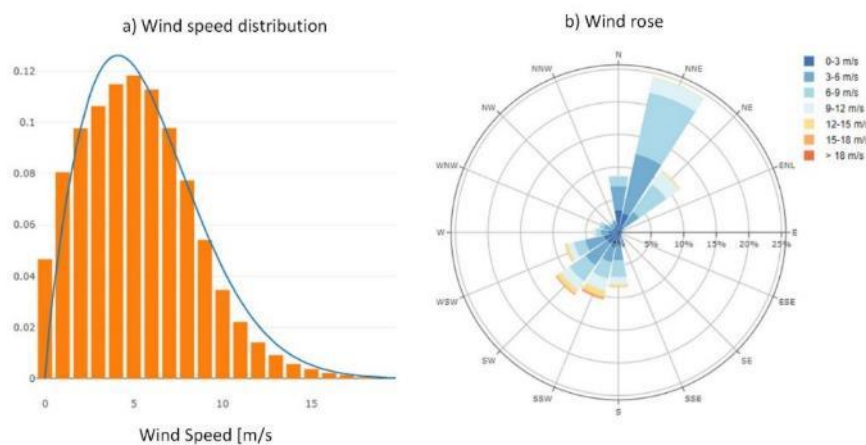 a) Wind speed distribution
0.12
0.1
0.08
0.06
0.04
0.02
0
0
5
10
15
Wind Speed [m/s
b) Wind rose
N
NNE
NE
ENL
E
ESE
SE
SSE
S
SSW
SW
WSW
W
WNW
NW
NNW
5%
10%
15%
20%
25%
0-3 m/s
3-6 m/s
6-9 m/s
9-12 m/s
12-15 m/s
15-18 m/s
> 18 m/s